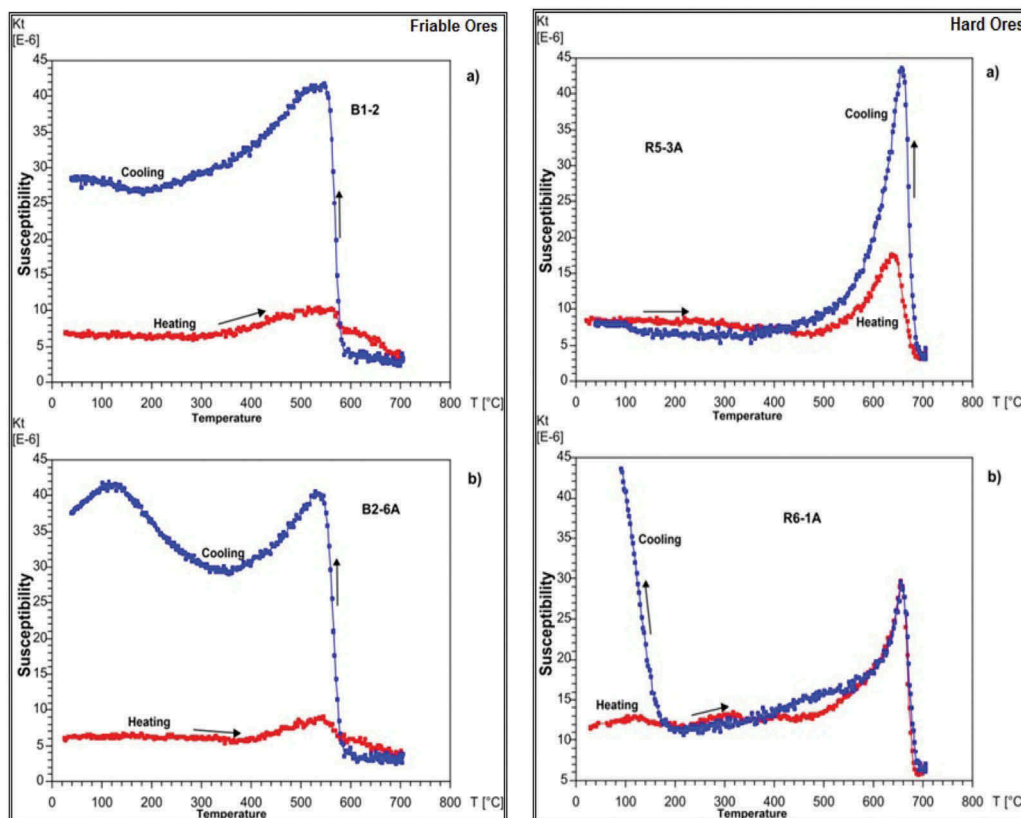 Friable Ores
Kt
[E-6]
45
40
35
30
25
20
15
10
5
0
Susceptibility
a)
B1-2
Cooling
Heating
0 100 200 300 400 500 600 700 800
T [°C]
Temperature
Kt
[E-6]
45
40
35
30
25
20
15
10
5
0
Susceptibility
b)
B2-6A
Cooling
Heating
0 100 200 300 400 500 600 700 800
T [°C]
Temperature
Hard Ores
Kt
[E-6]
45
40
35
30
25
20
15
10
5
0
Susceptibility
a)
Cooling
R5-3A
Heating
0 100 200 300 400 500 600 700 800
T [°C]
Temperature
Kt
[E-6]
45
40
35
30
25
20
15
10
5
Susceptibility
b)
R6-1A
Cooling
Heating
0 100 200 300 400 500 600 700 800
T [°C]
Temperature